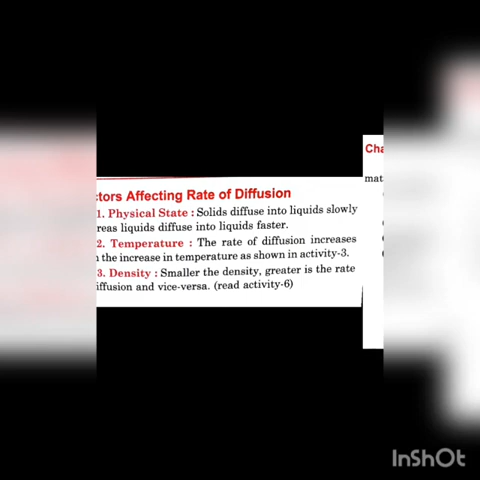 ctors Affecting Rate of Diffusion
1. Physical State : Solids diffuse into liquids slowly
reas liquids diffuse into liquids faster.
2. Temperature : The rate of diffusion increases
the increase in temperature as shown in activity-3.
3. Density : Smaller the density, greater is the rate
iffusion and vice-versa. (read activity-6)
Cha
mat
InShOt